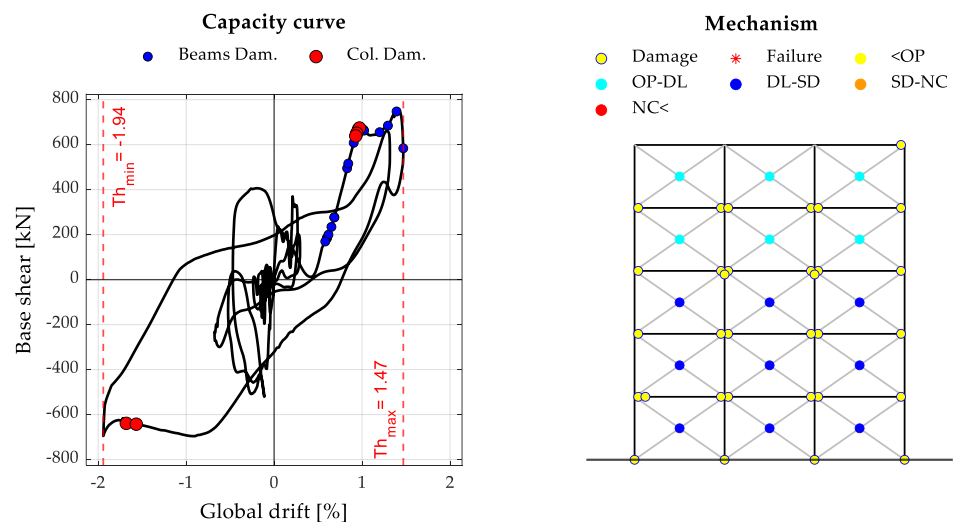 Capacity curve
Beams Dam. Col. Dam.
800
600
400
200
0
-200
-400
-600
-800
-2 -1 0 1 2
Base shear [kN]
Global drift [%]
Th_min = -1.94
Th_max = 1.47
Mechanism
Damage Failure <OP
OP-DL DL-SD SD-NC
NC<